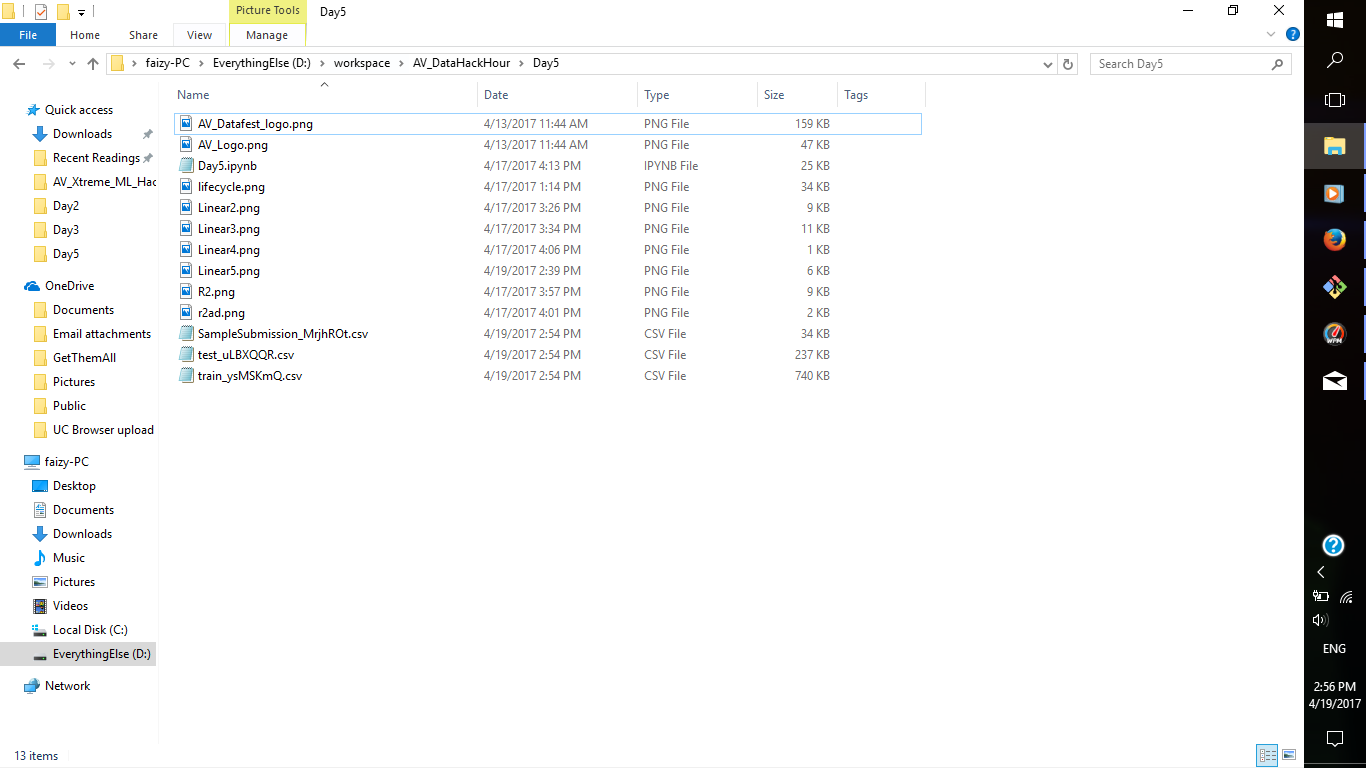 Picture Tools Day5
File Home Share View Manage
faizy-PC EverythingElse (D:) workspace AV_DataHackHour Day5 Search Day5
Quick access
Downloads
Recent Readings
AV_Xtreme_ML_Hac
Day2
Day3
Day5
OneDrive
Documents
Email attachments
GetThemAll
Pictures
Public
UC Browser upload
faizy-PC
Desktop
Documents
Downloads
Music
Pictures
Videos
Local Disk (C:)
EverythingElse (D:)
Network
Name Date Type Size Tags
AV_Datafest_logo.png 4/13/2017 11:44 AM PNG File 159 KB
AV_Logo.png 4/13/2017 11:44 AM PNG File 47 KB
Day5.ipynb 4/17/2017 4:13 PM IPYNB File 25 KB
lifecycle.png 4/17/2017 1:14 PM PNG File 34 KB
Linear2.png 4/17/2017 3:26 PM PNG File 9 KB
Linear3.png 4/17/2017 3:34 PM PNG File 11 KB
Linear4.png 4/17/2017 4:06 PM PNG File 1 KB
Linear5.png 4/19/2017 2:39 PM PNG File 6 KB
R2.png 4/17/2017 3:57 PM PNG File 9 KB
r2ad.png 4/17/2017 4:01 PM PNG File 2 KB
SampleSubmission_MrjhROt.csv 4/19/2017 2:54 PM CSV File 34 KB
test_uLBXQQR.csv 4/19/2017 2:54 PM CSV File 237 KB
train_ysMSKmQ.csv 4/19/2017 2:54 PM CSV File 740 KB
13 items
WPM
ENG
2:56 PM
4/19/2017